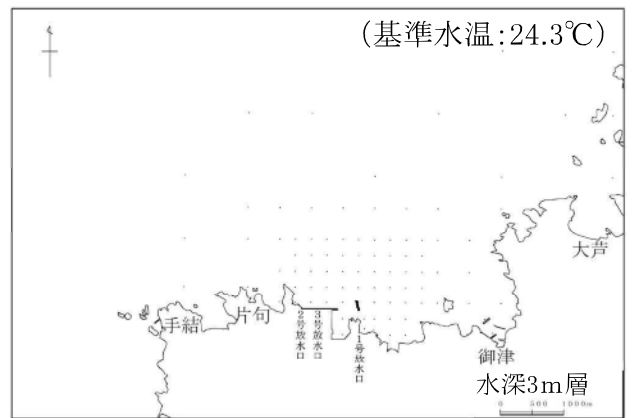 (基準水温:24.3℃)
大芦
手結
片句
2号放水口
3号放水口
1号放水口
御津
水深3m層
0 500 1000m